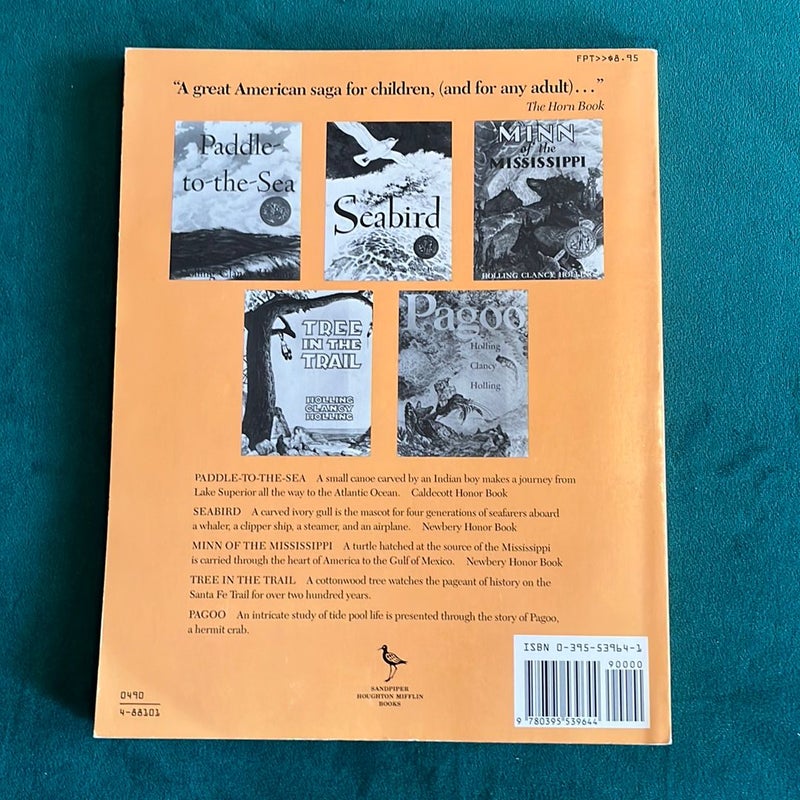 FPT>>$8.95
“A great American saga for children, (and for any adult)...”
The Horn Book
Paddle-
to-the-Sea
Seabird
MINN
of the
MISSISSIPPI
HOLLING CLANCY HOLLING
TREE
IN THE
TRAIL
HOLLING
CLANCY
HOLLING
Pagoo
Holling
Clancy
Holling
PADDLE-TO-THE-SEA A small canoe carved by an Indian boy makes a journey from
Lake Superior all the way to the Atlantic Ocean. Caldecott Honor Book
SEABIRD A carved ivory gull is the mascot for four generations of seafarers aboard
a whaler, a clipper ship, a steamer, and an airplane. Newbery Honor Book
MINN OF THE MISSISSIPPI A turtle hatched at the source of the Mississippi
is carried through the heart of America to the Gulf of Mexico. Newbery Honor Book
TREE IN THE TRAIL A cottonwood tree watches the pageant of history on the
Santa Fe Trail for over two hundred years.
PAGOO An intricate study of tide pool life is presented through the story of Pagoo,
a hermit crab.
SANDPIPER
HOUGHTON MIFFLIN
BOOKS
0490
4-88101
ISBN 0-395-53964-1
90000
9 780395 539644